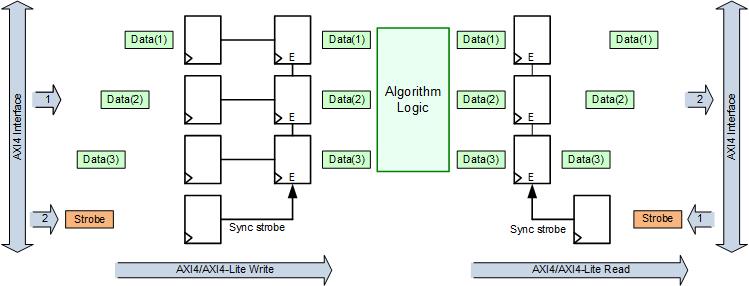 AXI4 Interface
1
2
Data(1)
Data(2)
Data(3)
Strobe
E
E
E
Sync strobe
Data(1)
Data(2)
Data(3)
Algorithm
Logic
Data(1)
Data(2)
Data(3)
E
E
E
Sync strobe
Data(1)
Data(2)
Data(3)
Strobe
2
1
AXI4 Interface
AXI4/AXI4-Lite Write
AXI4/AXI4-Lite Read